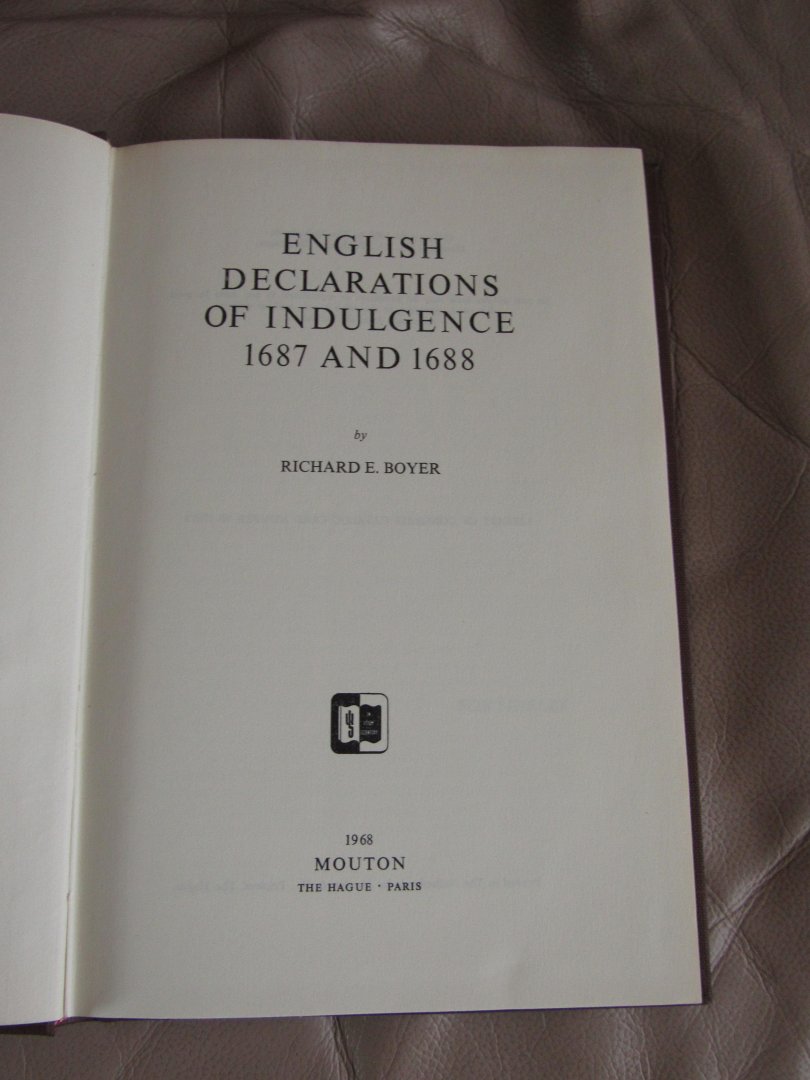 ENGLISH
DECLARATIONS
OF INDULGENCE
1687 AND 1688
by
RICHARD E. BOYER
1968
MOUTON
THE HAGUE · PARIS